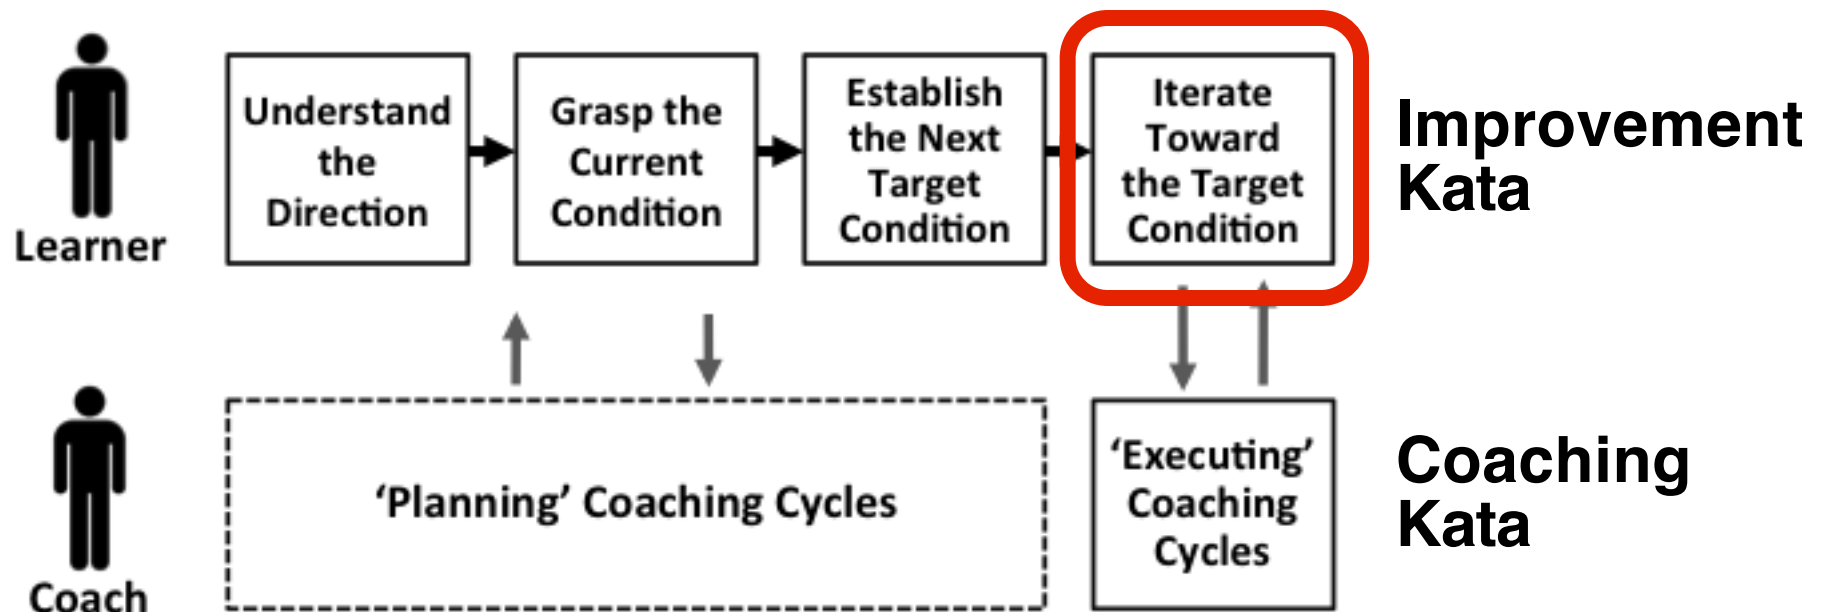 Understand
the
Direction
Grasp the
Current
Condition
Establish
the Next
Target
Condition
Iterate
Toward
the Target
Condition
Improvement
Kata
Learner
‘Planning’ Coaching Cycles
‘Executing’
Coaching
Cycles
Coaching
Kata
Coach